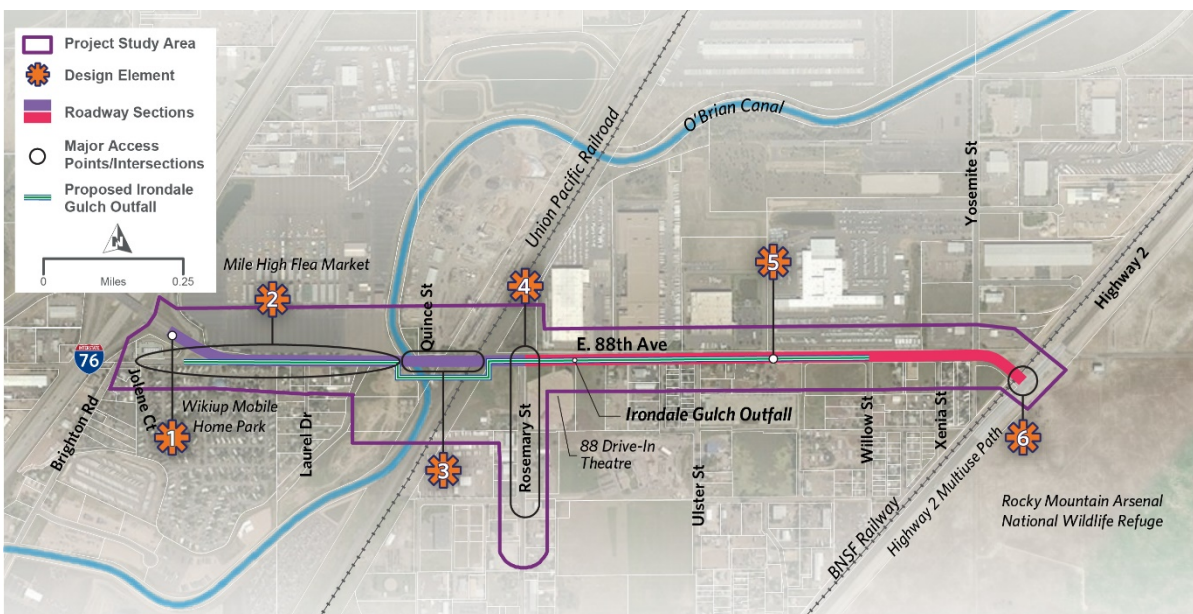 Project Study Area
Design Element
Roadway Sections
Major Access
Points/Intersections
Proposed Irondale
Gulch Outfall
N
0
Miles
0.25
Mile High Flea Market
2
Quince St
Union Pacific Railroad
O'Brian Canal
4
5
Yosemite St
Highway 2
INTERSTATE
76
E. 88th Ave
Brighton Rd
Jolene Ct
1
Wikiup Mobile
Home Park
Laurel Dr
3
Rosemary St
Irondale Gulch Outfall
88 Drive-In
Theatre
Ulster St
Willow St
Xenia St
6
BNSF Railway
Highway 2 Multiuse Path
Rocky Mountain Arsenal
National Wildlife Refuge